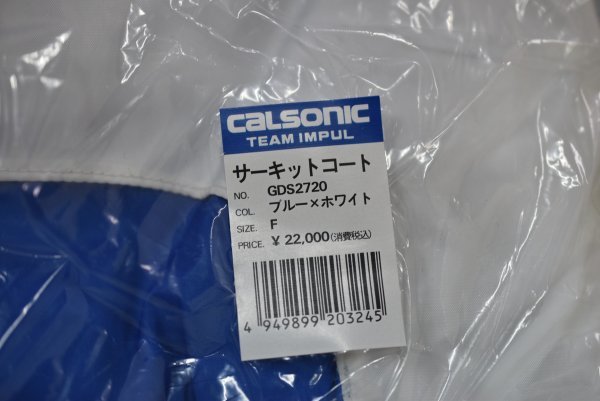 CALSONIC
TEAM IMPUL
サーキットコート
NO. GDS2720
COL. ブルー×ホワイト
SIZE. F
PRICE. ¥ 22,000(消費税込)
4 949899 203245